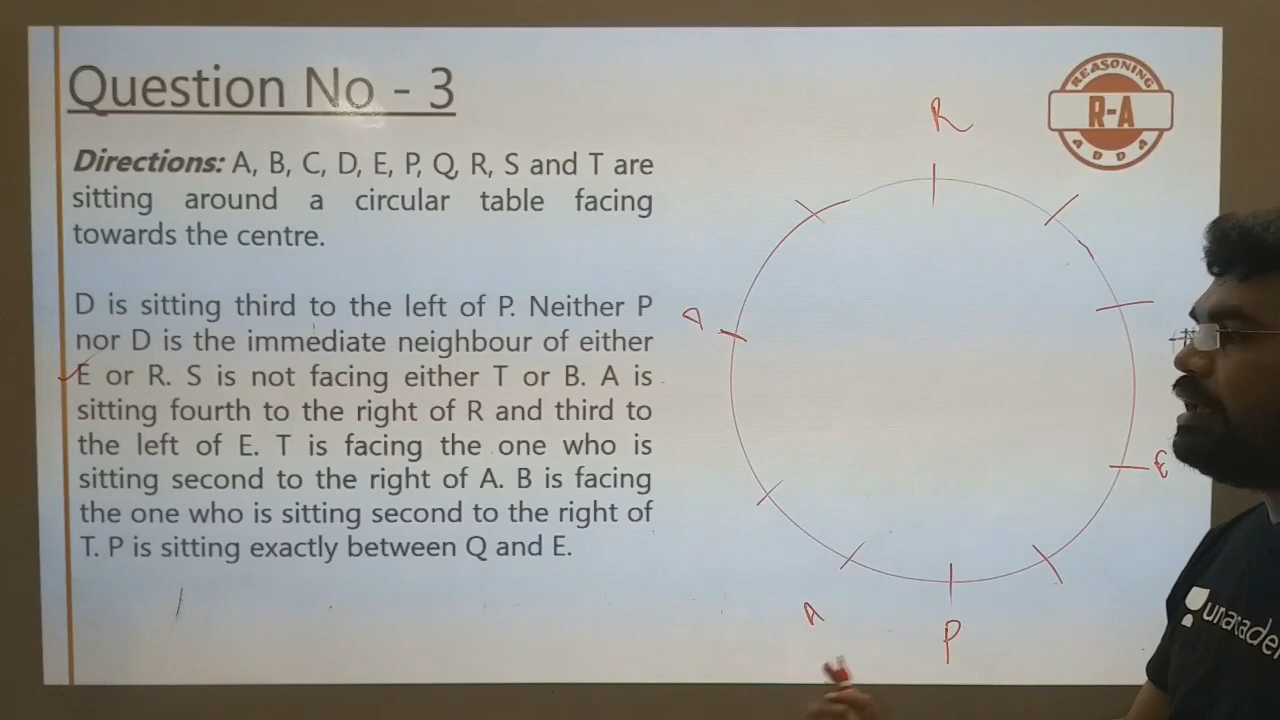 Question No - 3
REASONING
R-A
ADDA
Directions: A, B, C, D, E, P, Q, R, S and T are
sitting around a circular table facing
towards the centre.
D is sitting third to the left of P. Neither P
nor D is the immediate neighbour of either
E or R. S is not facing either T or B. A is
sitting fourth to the right of R and third to
the left of E. T is facing the one who is
sitting second to the right of A. B is facing
the one who is sitting second to the right of
T. P is sitting exactly between Q and E.
R
D
E
A
P
unacade